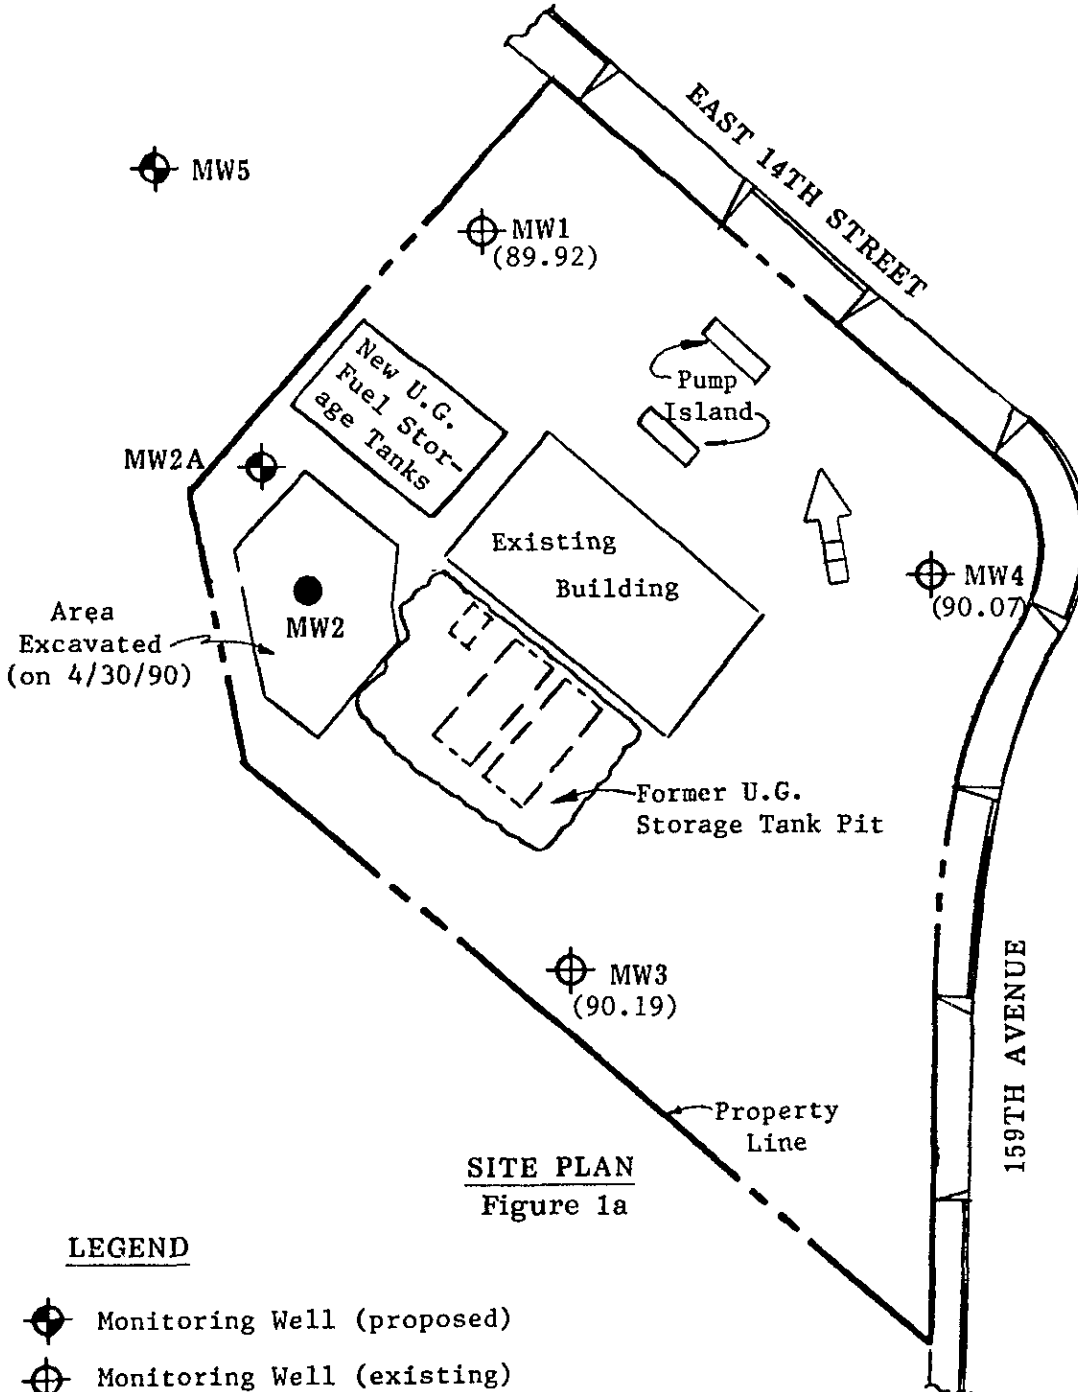 EAST 14TH STREET
MW5
MW1
(89.92)
New U.G.
Fuel Stor-
age Tanks
Pump
Island
MW2A
Existing
Building
MW4
(90.07)
MW2
Area
Excavated
(on 4/30/90)
Former U.G.
Storage Tank Pit
MW3
(90.19)
159TH AVENUE
Property
Line
SITE PLAN
Figure 1a
LEGEND
Monitoring Well (proposed)
Monitoring Well (existing)